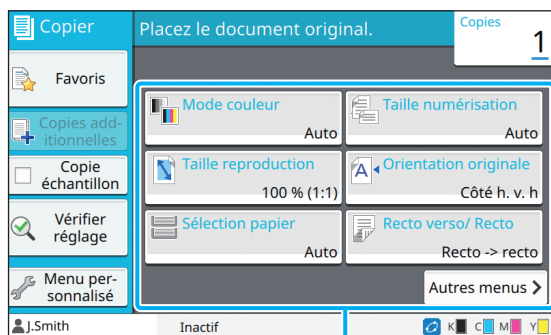 Copier
Placez le document original.
Copies
1
Favoris
Copies add-
itionnelles
Copie
échantillon
Vérifier
réglage
Menu per-
sonnalisé
Mode couleur
Auto
Taille numérisation
Auto
Taille reproduction
100 % (1:1)
A
Orientation originale
Côté h. v. h
Sélection papier
Auto
Recto verso/ Recto
Recto -> recto
Autres menus
J.Smith
Inactif
K C M Y